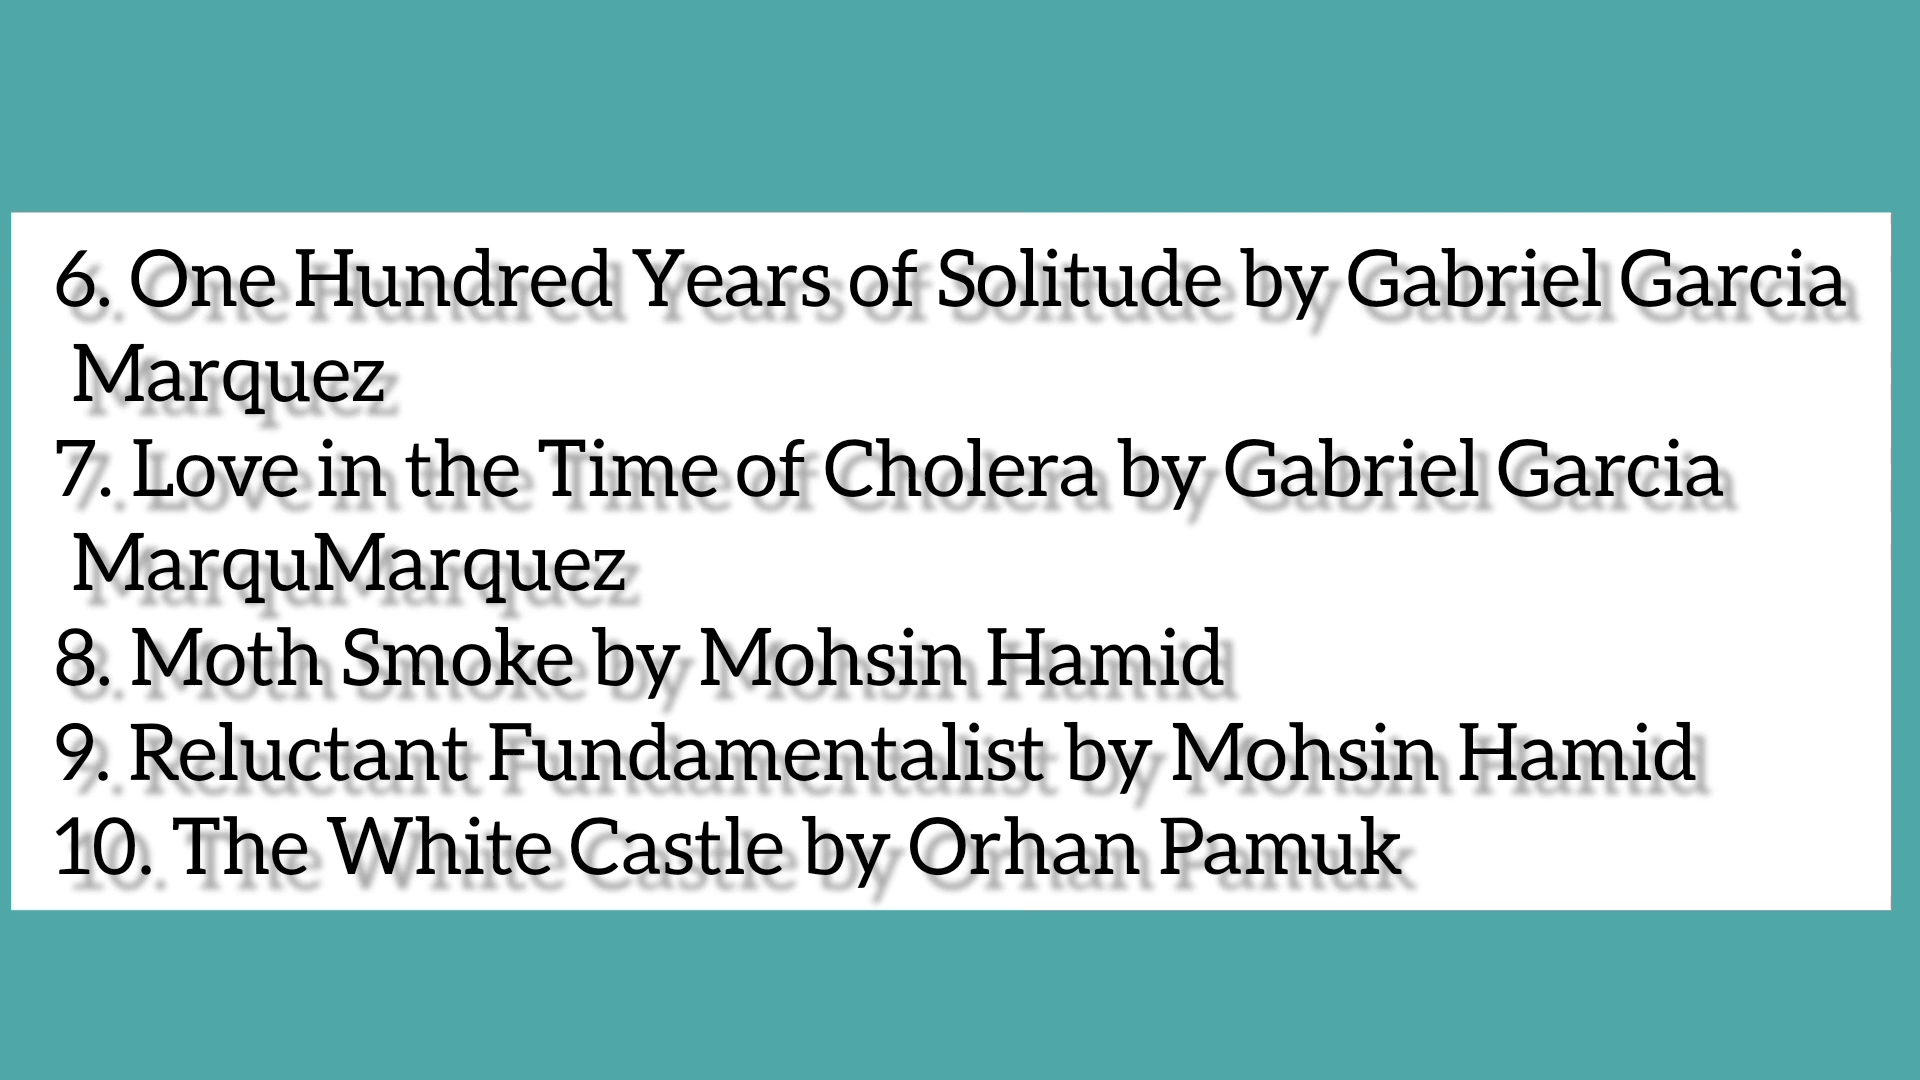 6. One Hundred Years of Solitude by Gabriel Garcia
Marquez
7. Love in the Time of Cholera by Gabriel Garcia
MarquMarquez
8. Moth Smoke by Mohsin Hamid
9. Reluctant Fundamentalist by Mohsin Hamid
10. The White Castle by Orhan Pamuk